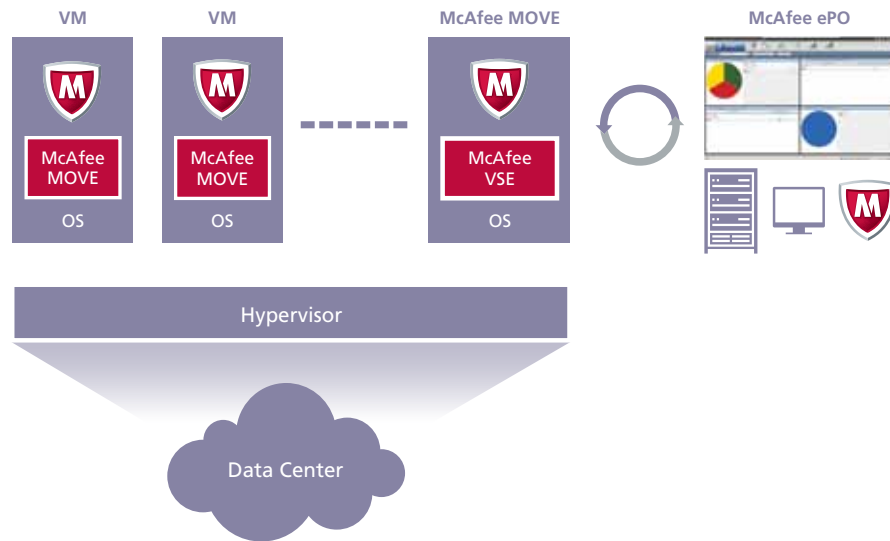 VM
VM
McAfee MOVE
McAfee ePO
McAfee
MOVE
OS
McAfee
MOVE
OS
McAfee
VSE
OS
Hypervisor
Data Center